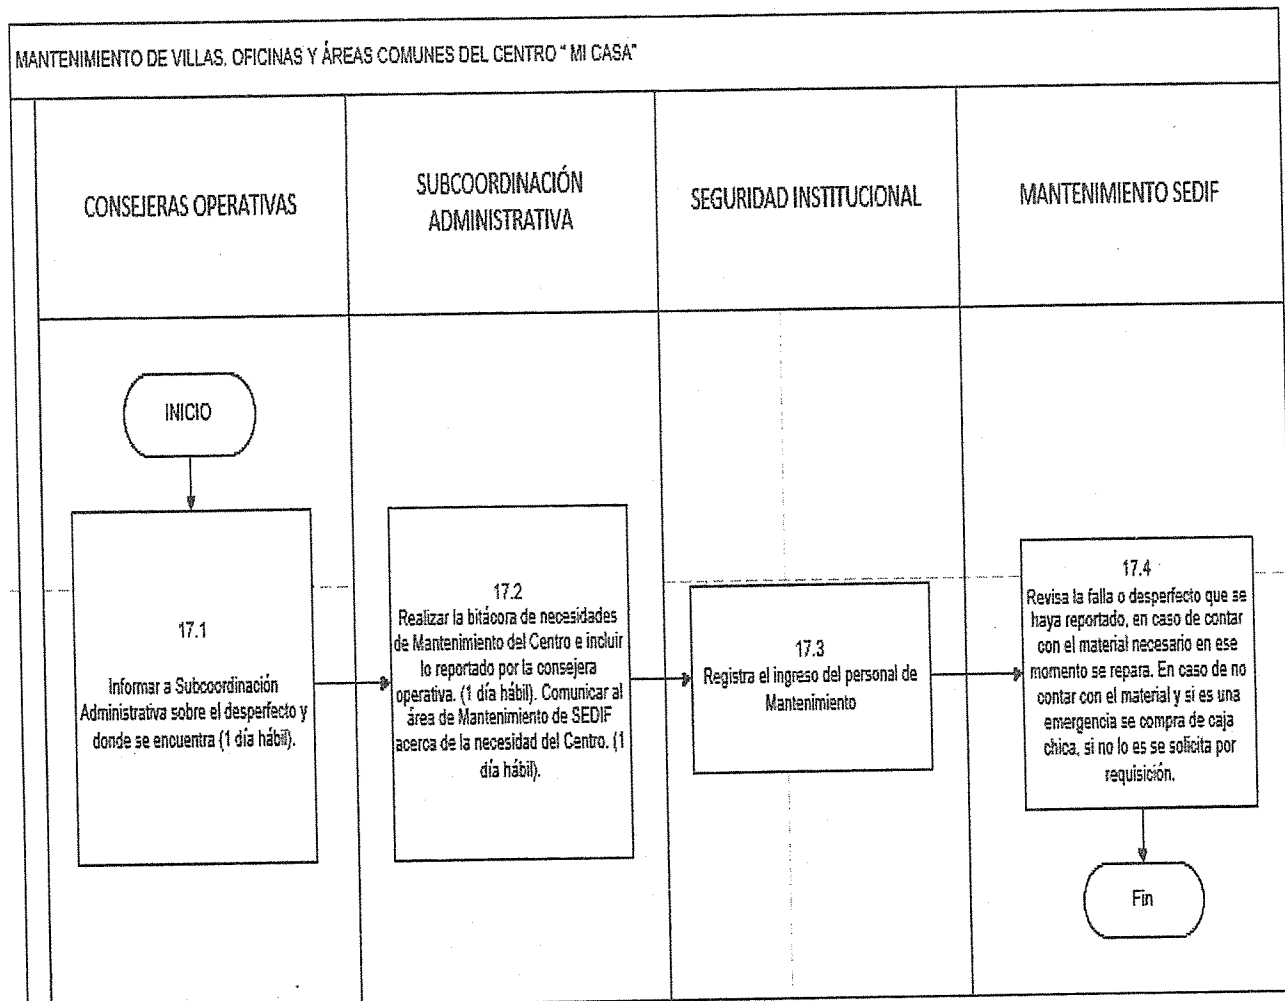 MANTENIMIENTO DE VILLAS, OFICINAS Y ÁREAS COMUNES DEL CENTRO " MI CASA"
CONSEJERAS OPERATIVAS
SUBCOORDINACIÓN
ADMINISTRATIVA
SEGURIDAD INSTITUCIONAL
MANTENIMIENTO SEDIF
INICIO
17.1
Informar a Subcoordinación
Administrativa sobre el desperfecto y
donde se encuentra (1 día hábil).
17.2
Realizar la bitácora de necesidades
de Mantenimiento del Centro e incluir
lo reportado por la consejera
operativa. (1 día hábil). Comunicar al
área de Mantenimiento de SEDIF
acerca de la necesidad del Centro. (1
día hábil).
17.3
Registra el ingreso del personal de
Mantenimiento
17.4
Revisa la falla o desperfecto que se
haya reportado, en caso de contar
con el material necesario en ese
momento se repara. En caso de no
contar con el material y si es una
emergencia se compra de caja
chica, si no lo es se solicita por
requisición.
Fin